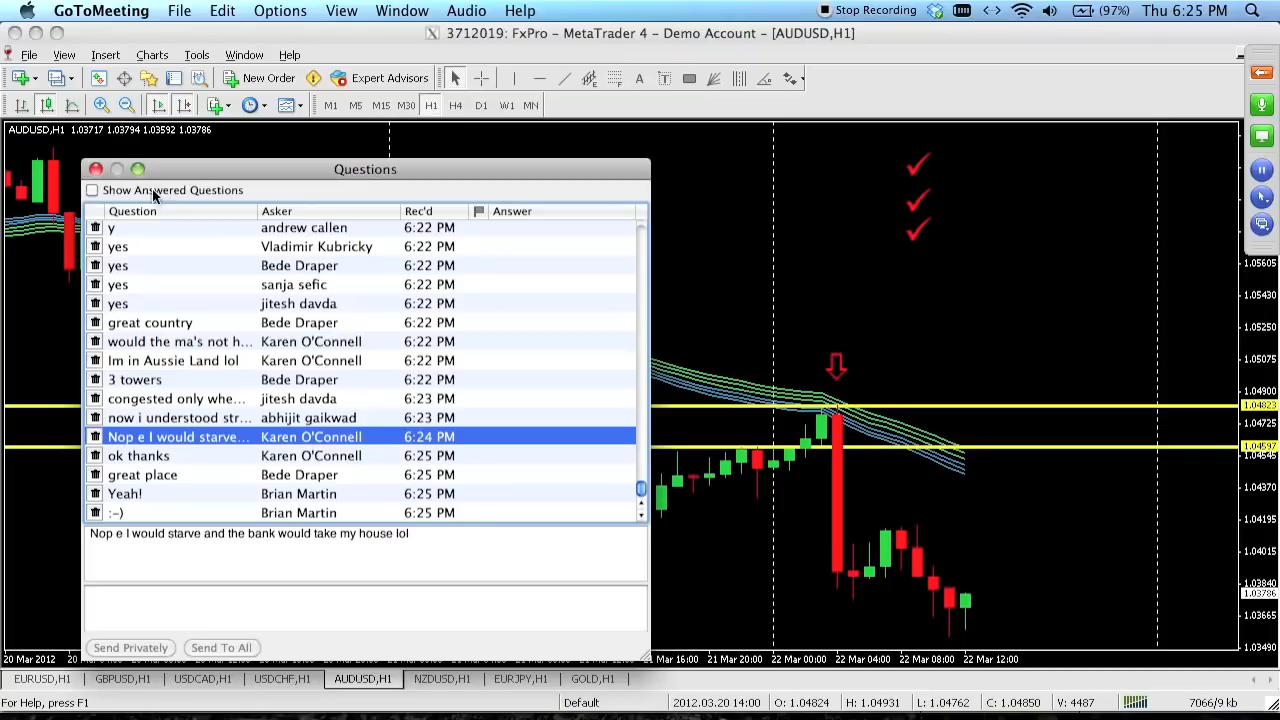 GoToMeeting File Edit Options View Window Audio Help Stop Recording (97%) Thu 6:25 PM
3712019: FxPro - MetaTrader 4 - Demo Account - [AUDUSD,H1]
File View Insert Charts Tools Window Help
New Order Expert Advisors A T
M1 M5 M15 M30 H1 H4 D1 W1 MN
AUDUSD,H1 1.03717 1.03794 1.03592 1.03786
Questions
Show Answered Questions
Question Asker Rec'd Answer
y andrew callen 6:22 PM
yes Vladimir Kubricky 6:22 PM
yes Bede Draper 6:22 PM
yes sanja sefic 6:22 PM
yes jitesh davda 6:22 PM
great country Bede Draper 6:22 PM
would the ma's not h... Karen O'Connell 6:22 PM
Im in Aussie Land lol Karen O'Connell 6:22 PM
3 towers Bede Draper 6:22 PM
congested only whe... jitesh davda 6:23 PM
now i understood str... abhijit gaikwad 6:23 PM
Nop e I would starve... Karen O'Connell 6:24 PM
ok thanks Karen O'Connell 6:25 PM
great place Bede Draper 6:25 PM
Yeah! Brian Martin 6:25 PM
:-) Brian Martin 6:25 PM
Nop e I would starve and the bank would take my house lol
Send Privately Send To All
1.05605
1.05430
1.05250
1.05075
1.04900
1.04823
1.04725
1.04597
1.04545
1.04370
1.04195
1.04015
1.03840
1.03786
1.03665
1.03490
20 Mar 2012 20 Mar 16:00 22 Mar 00:00 22 Mar 04:00 22 Mar 08:00 22 Mar 12:00
EURUSD,H1 GBPUSD,H1 USDCAD,H1 USDCHF,H1 AUDUSD,H1 NZDUSD,H1 EURJPY,H1 GOLD,H1
For Help, press F1 Default 2012.03.20 14:00 O: 1.04824 H: 1.04931 L: 1.04762 C: 1.04850 V: 4487 7066/9 kb